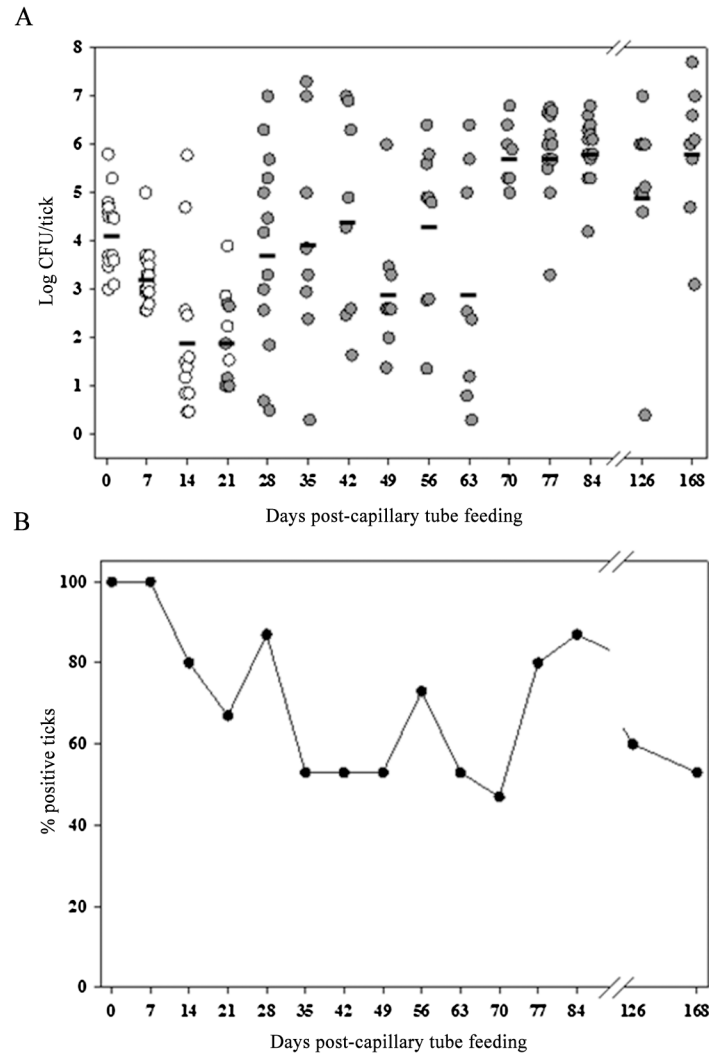 A
8
7
6
5
4
3
2
1
0
Log CFU/tick
0 7 14 21 28 35 42 49 56 63 70 77 84 126 168
Days post-capillary tube feeding
B
100
80
60
40
20
0
% positive ticks
0 7 14 21 28 35 42 49 56 63 70 77 84 126 168
Days post-capillary tube feeding